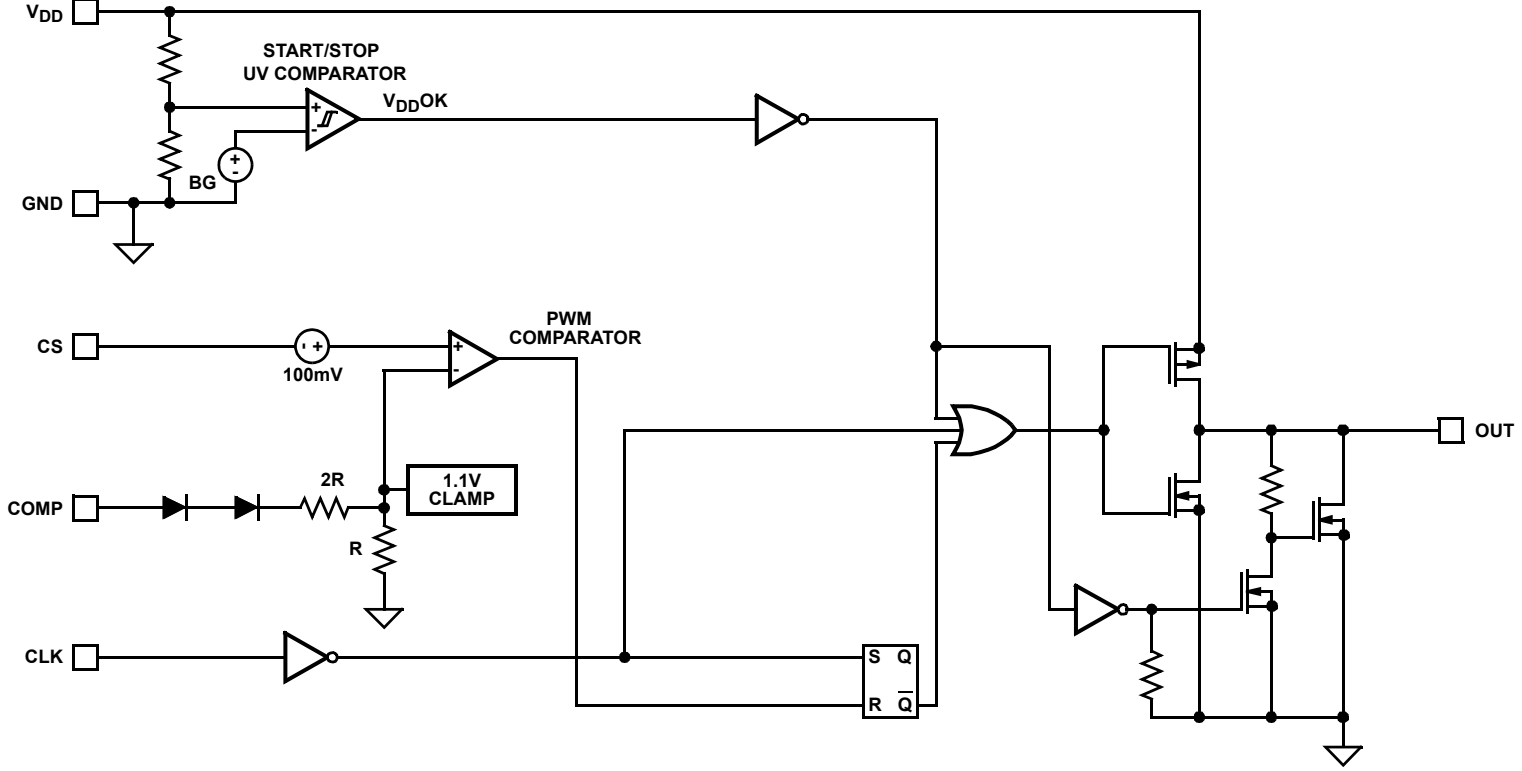 VDD
START/STOP
UV COMPARATOR
VDDOK
+
-
+
-
BG
GND
PWM
COMPARATOR
CS
- +
100mV
+
-
OUT
2R
1.1V
CLAMP
COMP
R
CLK
S Q
R Q̅